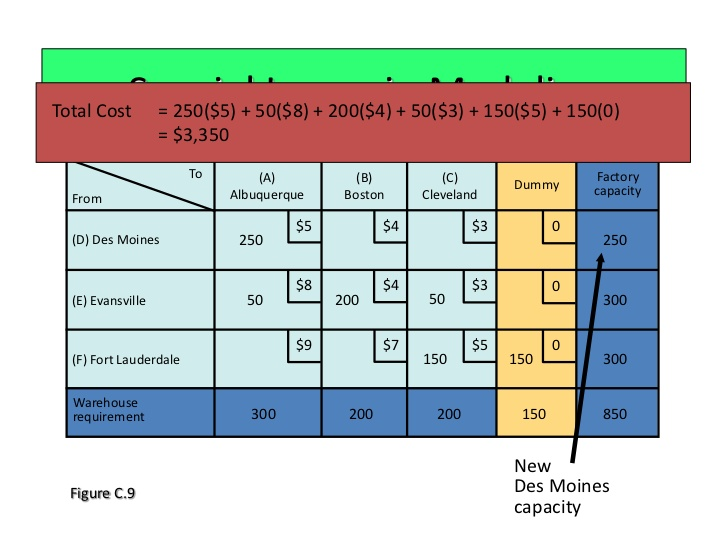 Total Cost = 250($5) + 50($8) + 200($4) + 50($3) + 150($5) + 150(0)
= $3,350
To
From
(A) Albuquerque
(B) Boston
(C) Cleveland
Dummy
Factory capacity
(D) Des Moines 250 $5 $4 $3 0 250
(E) Evansville 50 $8 200 $4 50 $3 0 300
(F) Fort Lauderdale $9 $7 150 $5 150 0 300
Warehouse requirement 300 200 200 150 850
New
Des Moines
capacity
Figure C.9